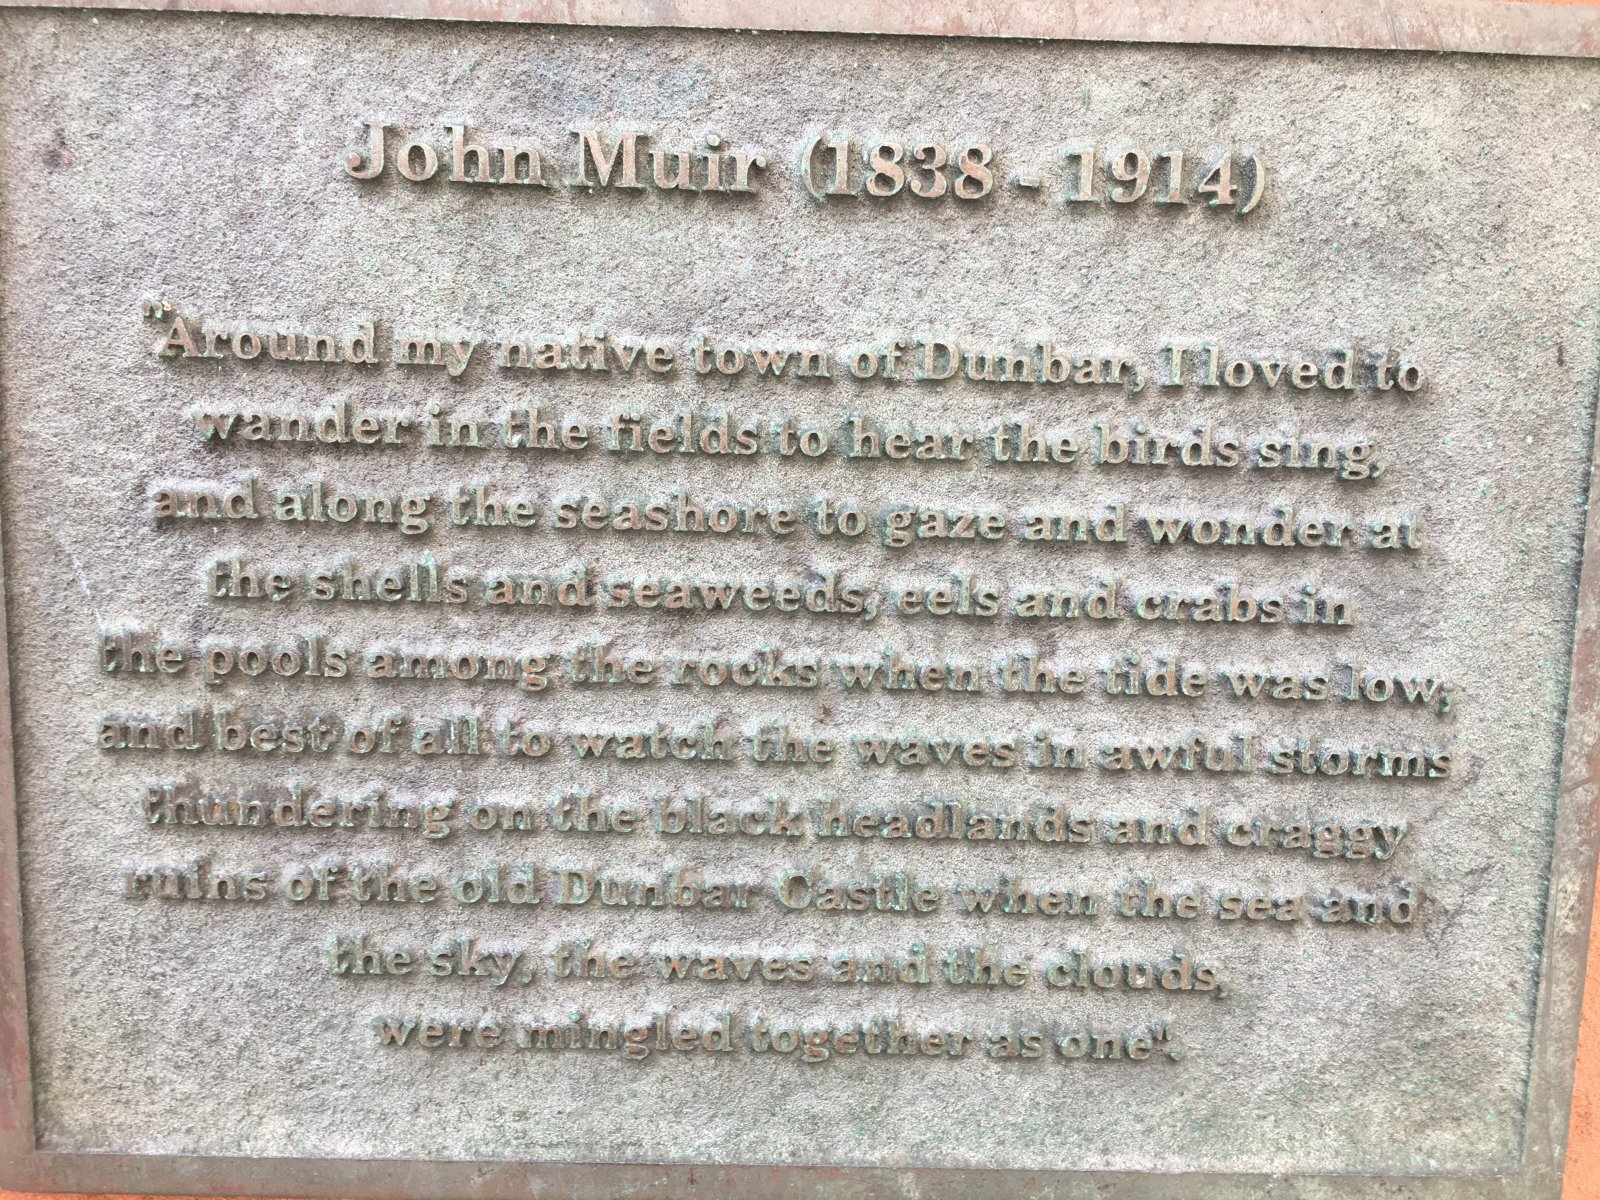 John Muir (1838 - 1914)
"Around my native town of Dunbar, I loved to
wander in the fields to hear the birds sing,
and along the seashore to gaze and wonder at
the shells and seaweeds, eels and crabs in
the pools among the rocks when the tide was low;
and best of all to watch the waves in awful storms
thundering on the black headlands and craggy
ruins of the old Dunbar Castle when the sea and
the sky, the waves and the clouds,
were mingled together as one".